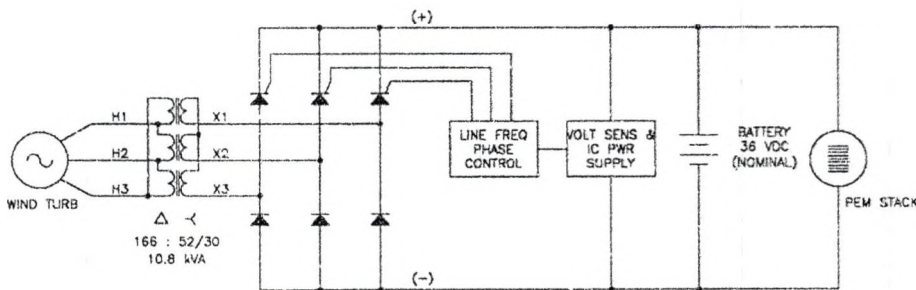 (+)
H1
X1
H2
X2
H3
X3
WIND TURB
△ Y
166 : 52/30
10.8 kVA
LINE FREQ
PHASE
CONTROL
VOLT SENS &
IC PWR
SUPPLY
BATTERY
36 VDC
(NOMINAL)
PEM STACK
(−)